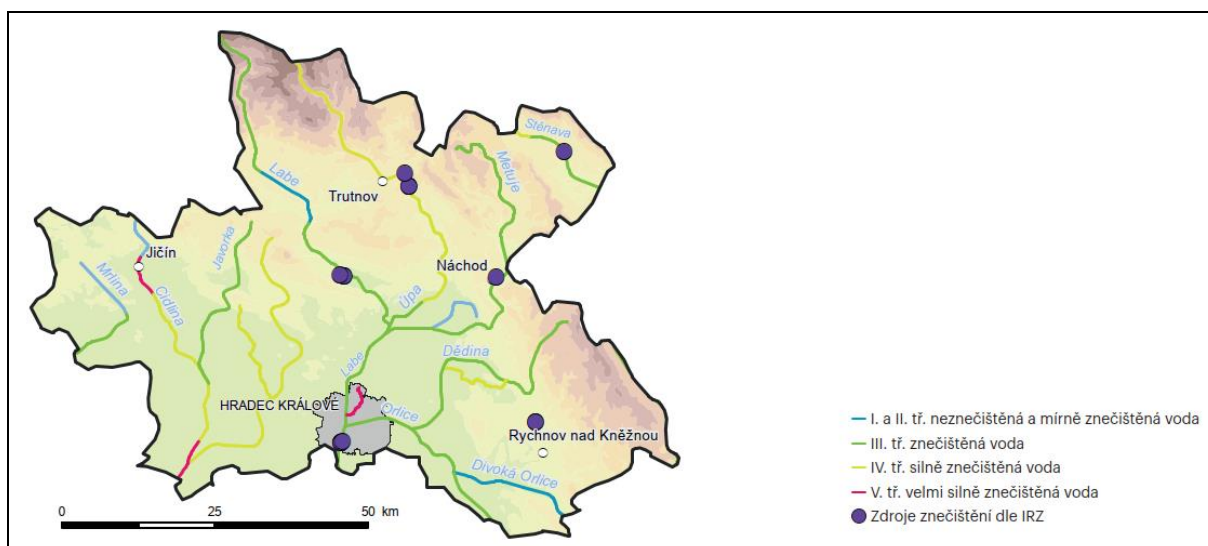 Stěnava
Metuje
Labe
Trutnov
Jičín
Javorka
Mrlina
Cidlina
Náchod
Úpa
Labe
Dědina
HRADEC KRÁLOVÉ
Orlice
Rychnov nad Kněžnou
Divoká Orlice
0 25 50 km
I. a II. tř. neznečištěná a mírně znečištěná voda
III. tř. znečištěná voda
IV. tř. silně znečištěná voda
V. tř. velmi silně znečištěná voda
Zdroje znečištění dle IRZ